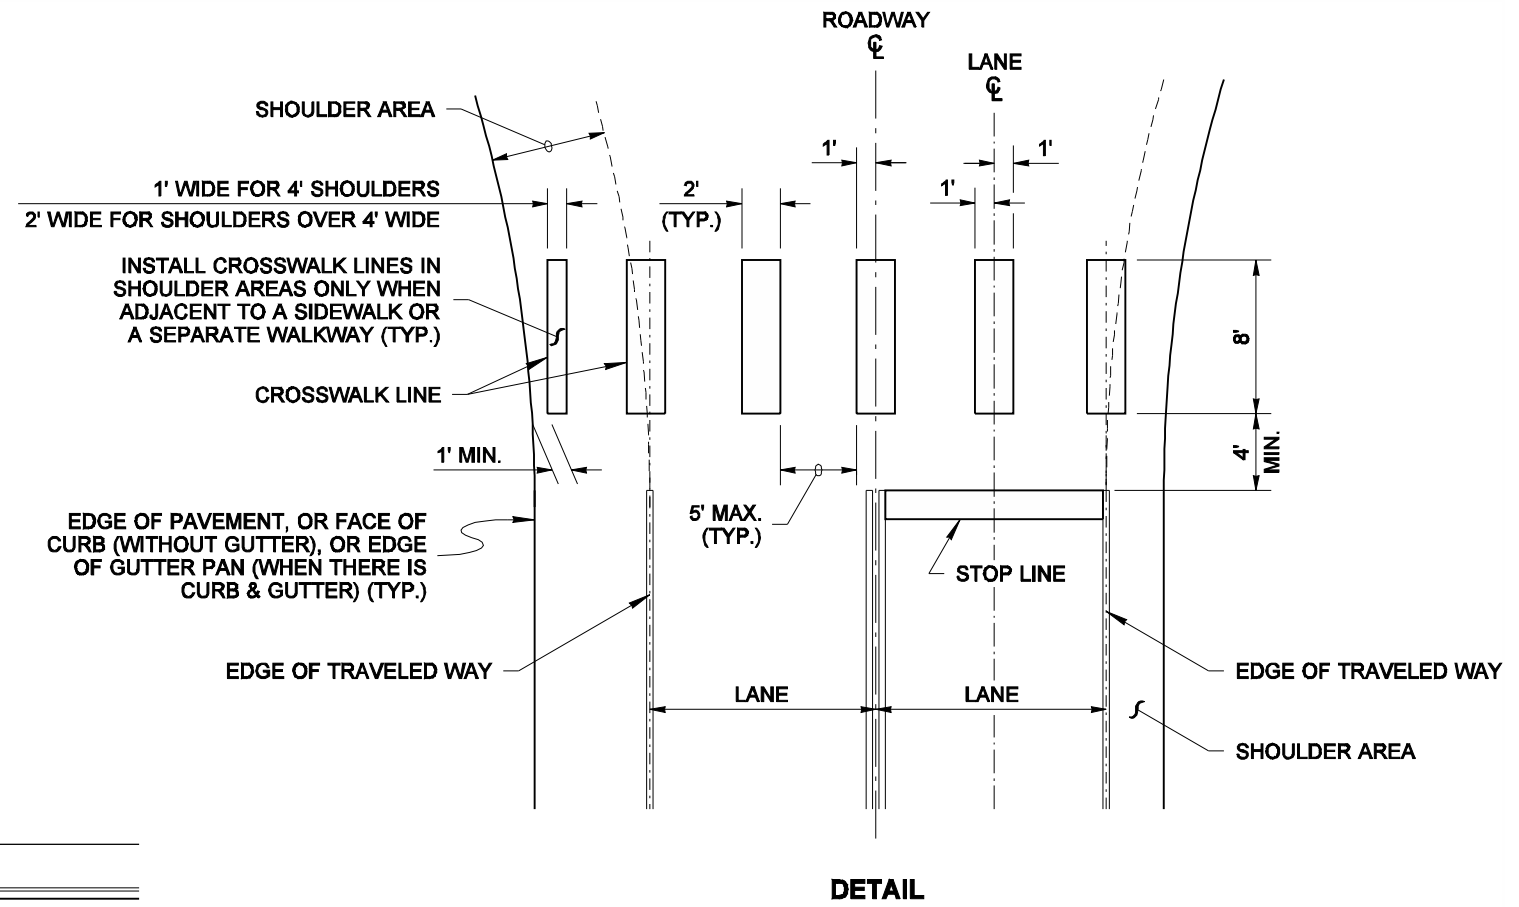 ROADWAY
℄
LANE
℄
SHOULDER AREA
1'
1'
1' WIDE FOR 4' SHOULDERS
2' WIDE FOR SHOULDERS OVER 4' WIDE
2'
(TYP.)
1'
INSTALL CROSSWALK LINES IN
SHOULDER AREAS ONLY WHEN
ADJACENT TO A SIDEWALK OR
A SEPARATE WALKWAY (TYP.)
8'
CROSSWALK LINE
1' MIN.
4'
MIN.
5' MAX.
(TYP.)
EDGE OF PAVEMENT, OR FACE OF
CURB (WITHOUT GUTTER), OR EDGE
OF GUTTER PAN (WHEN THERE IS
CURB & GUTTER) (TYP.)
STOP LINE
EDGE OF TRAVELED WAY
EDGE OF TRAVELED WAY
LANE
LANE
SHOULDER AREA
DETAIL